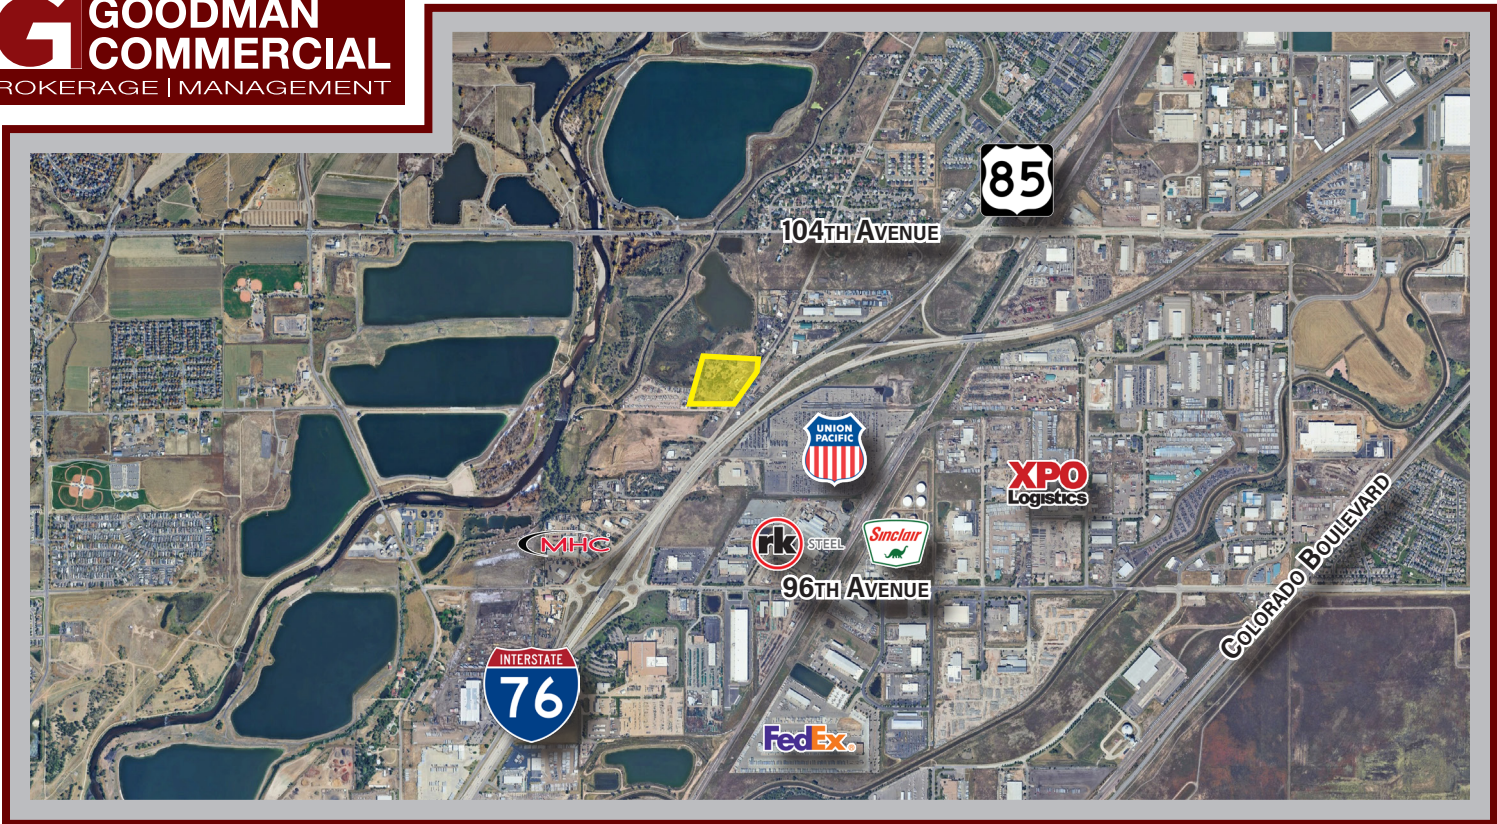 G GOODMAN
COMMERCIAL
ROKERAGE | MANAGEMENT
85
104TH AVENUE
UNION
PACIFIC
XPO
Logistics
MHC
rk STEEL
Sinclair
96TH AVENUE
COLORADO BOULEVARD
INTERSTATE
76
FedEx®